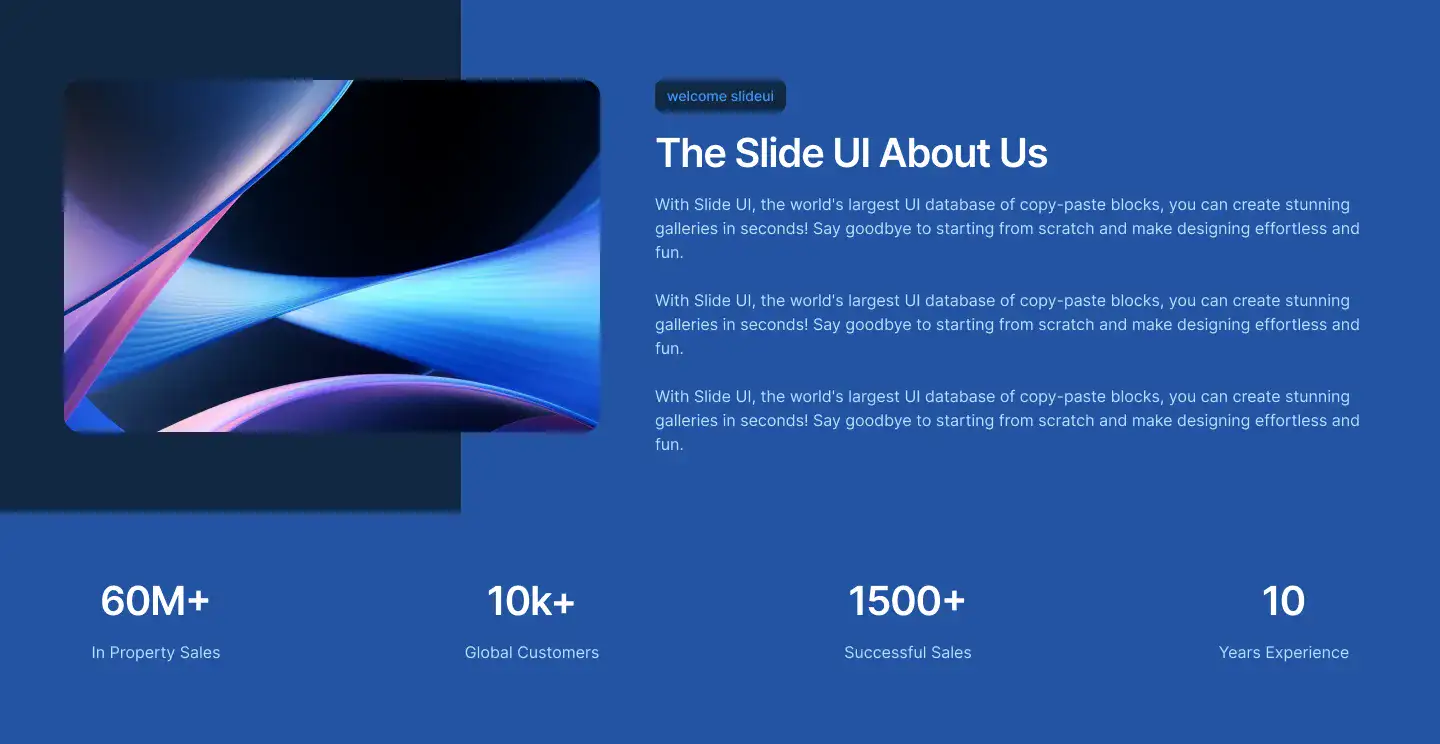 welcome slideui
The Slide UI About Us
With Slide UI, the world's largest UI database of copy-paste blocks, you can create stunning
galleries in seconds! Say goodbye to starting from scratch and make designing effortless and
fun.
With Slide UI, the world's largest UI database of copy-paste blocks, you can create stunning
galleries in seconds! Say goodbye to starting from scratch and make designing effortless and
fun.
With Slide UI, the world's largest UI database of copy-paste blocks, you can create stunning
galleries in seconds! Say goodbye to starting from scratch and make designing effortless and
fun.
60M+
In Property Sales
10k+
Global Customers
1500+
Successful Sales
10
Years Experience